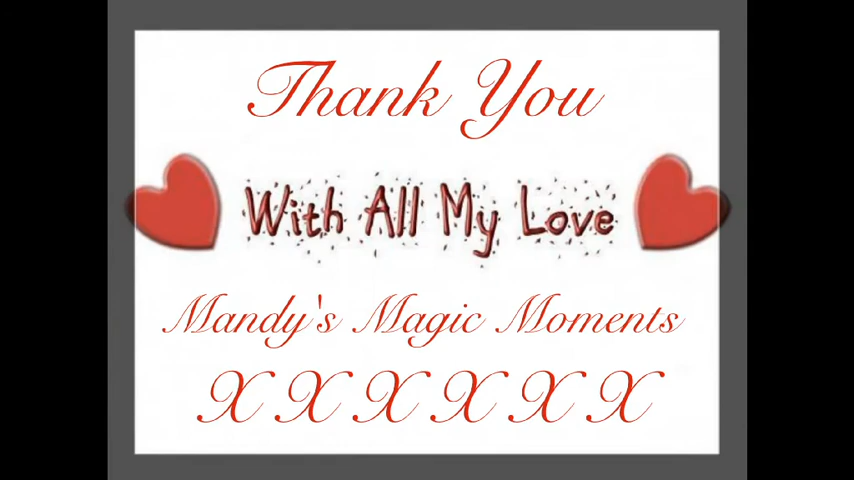 Thank You
With All My Love
Mandy's Magic Moments
X X X X X X